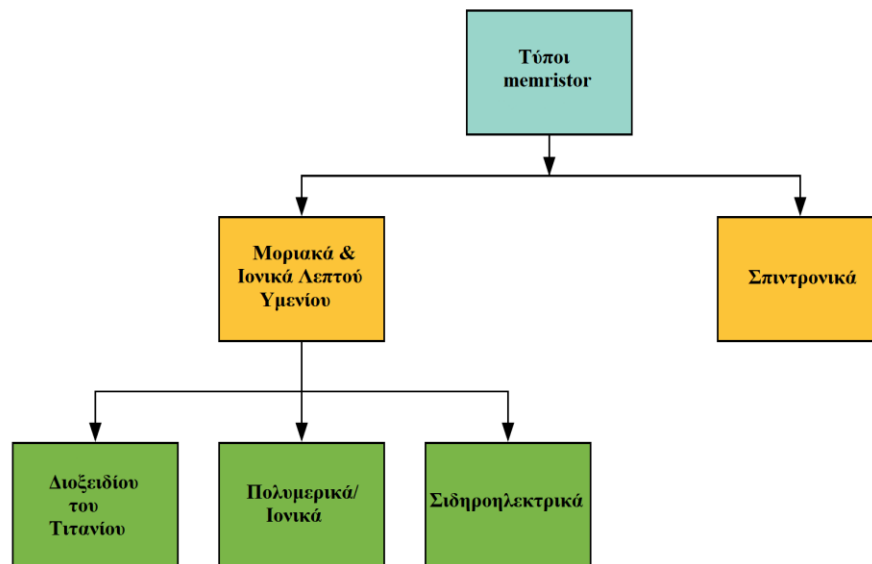 Τύποι
memristor
Μοριακά &
Ιονικά Λεπτού
Υμενίου
Σπιντρονικά
Διοξειδίου
του
Τιτανίου
Πολυμερικά/
Ιονικά
Σιδηροηλεκτρικά